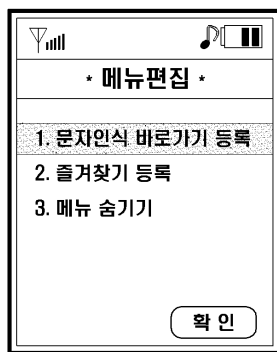 * 메뉴편집 *
1. 문자인식 바로가기 등록
2. 즐겨찾기 등록
3. 메뉴 숨기기
확 인